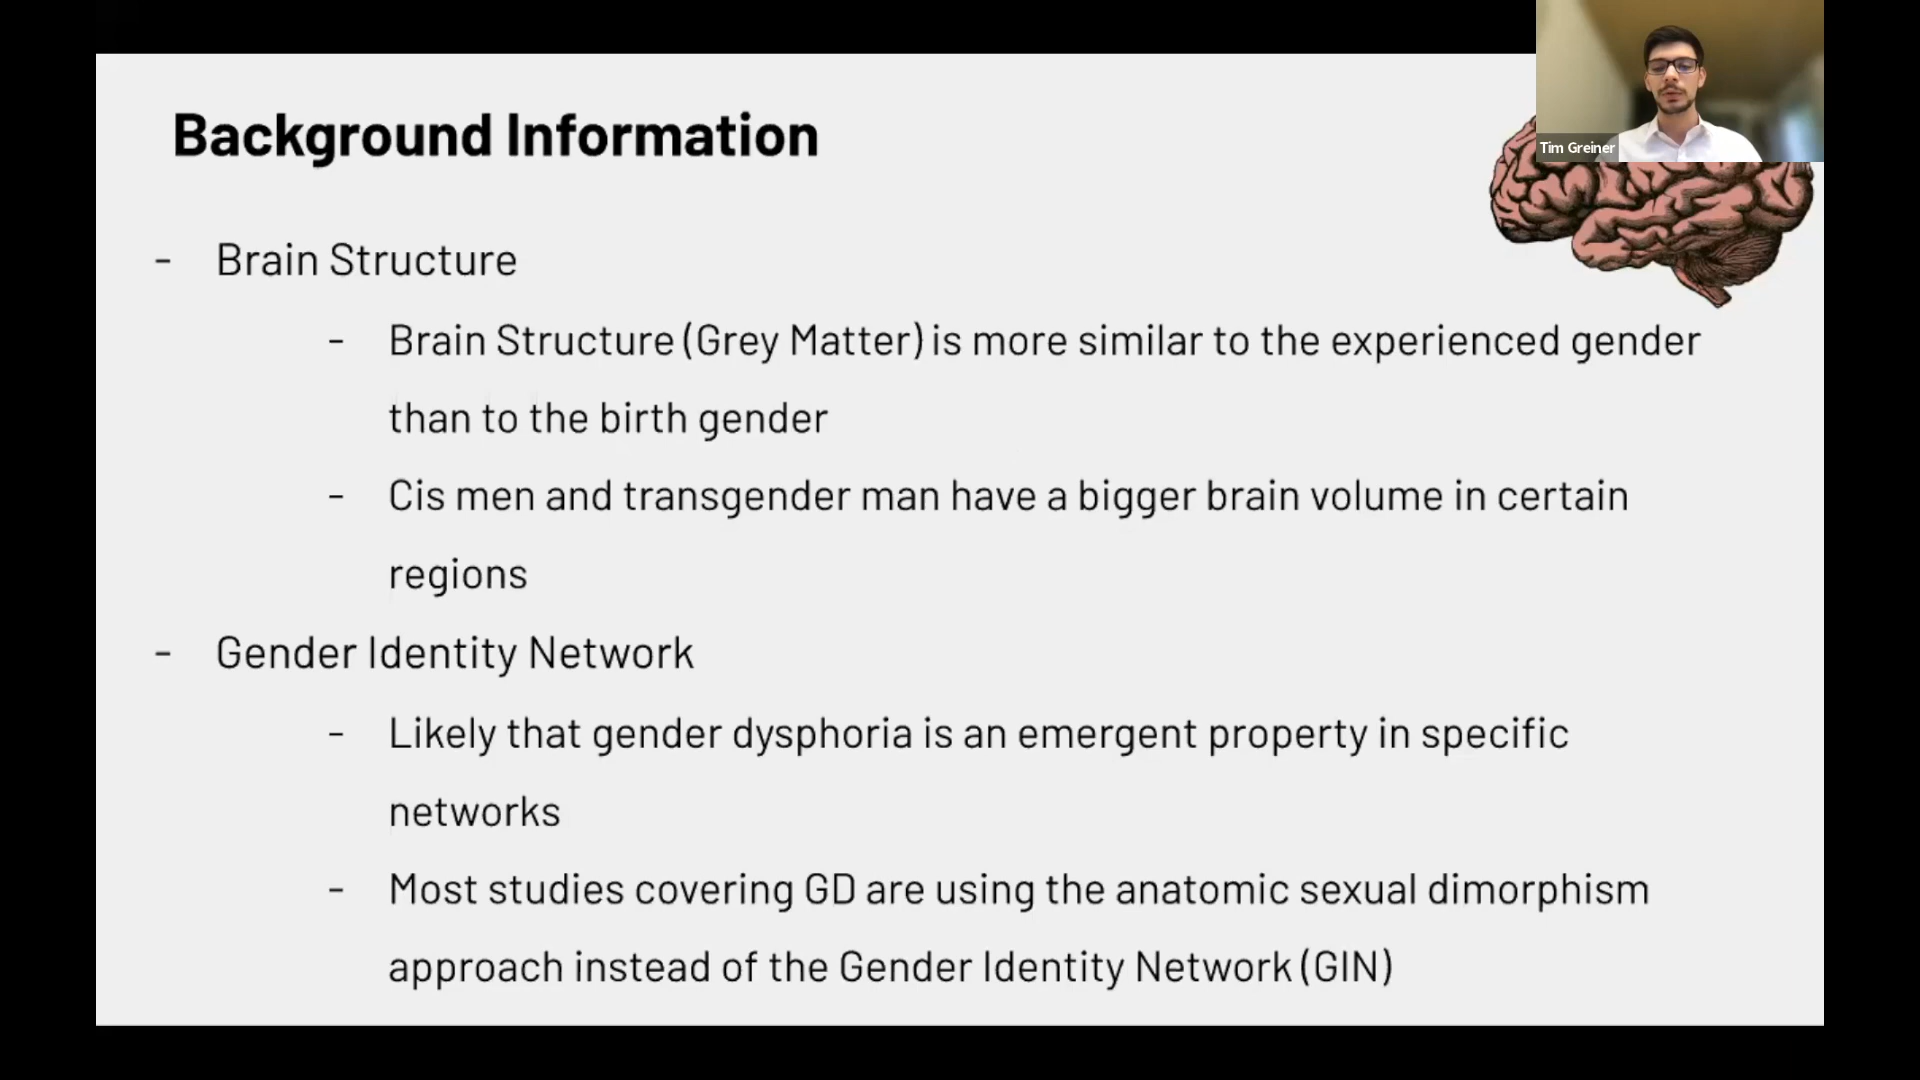 Background Information
Tim Greiner
- Brain Structure
- Brain Structure (Grey Matter) is more similar to the experienced gender
than to the birth gender
- Cis men and transgender man have a bigger brain volume in certain
regions
- Gender Identity Network
- Likely that gender dysphoria is an emergent property in specific
networks
- Most studies covering GD are using the anatomic sexual dimorphism
approach instead of the Gender Identity Network (GIN)